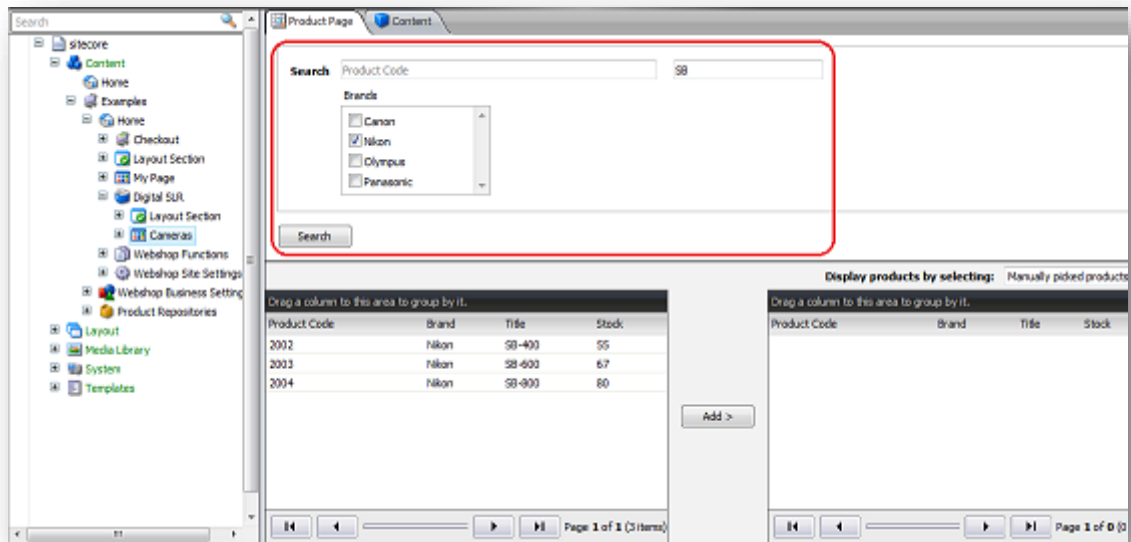 Search
sitecore
Content
Home
Examples
Home
Checkout
Layout Section
My Page
Digital SLR
Layout Section
Cameras
Webshop Functions
Webshop Site Settings
Webshop Business Setting
Product Repositories
Layout
Media Library
System
Templates
Product Page Content
Search Product Code SB
Brands
Canon
Nikon
Olympus
Panasonic
Search
Display products by selecting: Manually picked products
Drag a column to this area to group by it.
Product Code Brand Title Stock
2002 Nikon SB-400 55
2003 Nikon SB-600 67
2004 Nikon SB-800 80
Page 1 of 1 (3 items)
Add >
Drag a column to this area to group by it.
Product Code Brand Title Stock
Page 1 of 0 (0